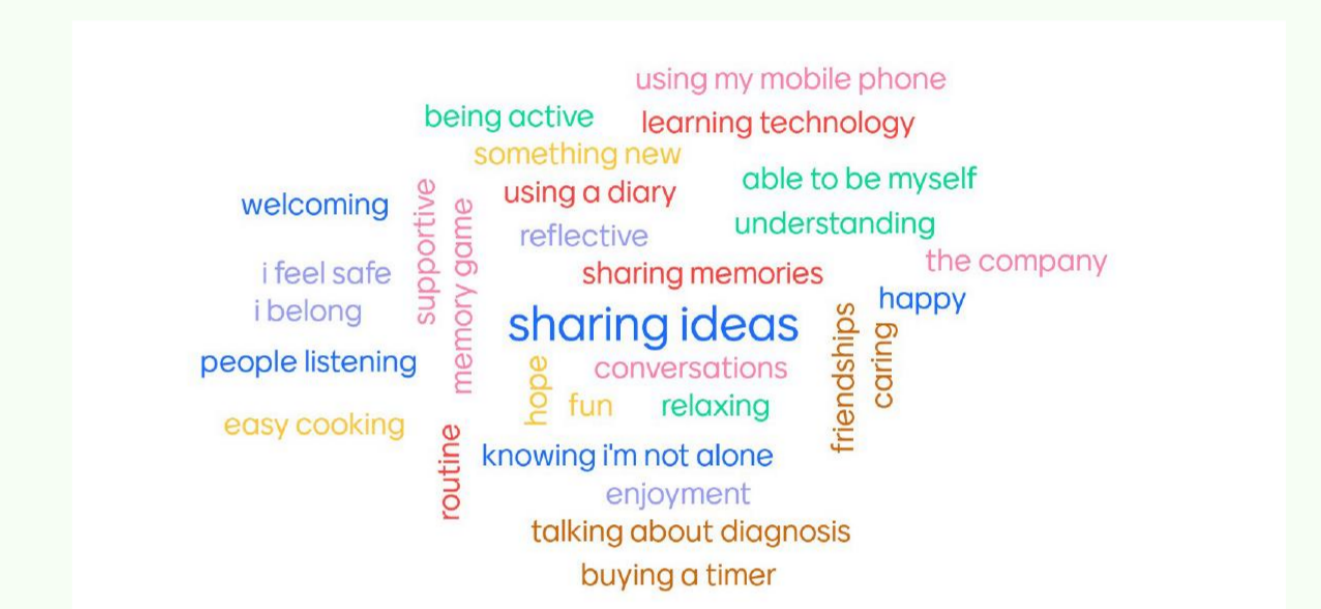 using my mobile phone
being active
learning technology
something new
able to be myself
using a diary
welcoming
supportive
memory game
understanding
reflective
the company
i feel safe
sharing memories
happy
i belong
sharing ideas
friendships
caring
people listening
conversations
hope
fun
relaxing
easy cooking
routine
knowing i'm not alone
enjoyment
talking about diagnosis
buying a timer